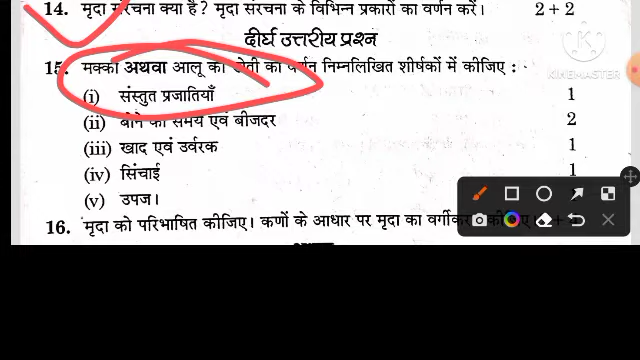 14. मृदा संरचना क्या है? मृदा संरचना के विभिन्न प्रकारों का वर्णन करें। 2 + 2
दीर्घ उत्तरीय प्रश्न
15. मक्का अथवा आलू की खेती का वर्णन निम्नलिखित शीर्षकों में कीजिए :
(i) संस्तुत प्रजातियाँ 1
(ii) बोने का समय एवं बीजदर 2
(iii) खाद एवं उर्वरक 1
(iv) सिंचाई 1
(v) उपज।
16. मृदा को परिभाषित कीजिए। कणों के आधार पर मृदा का वर्गीकरण कीजिए।
KINEMASTER